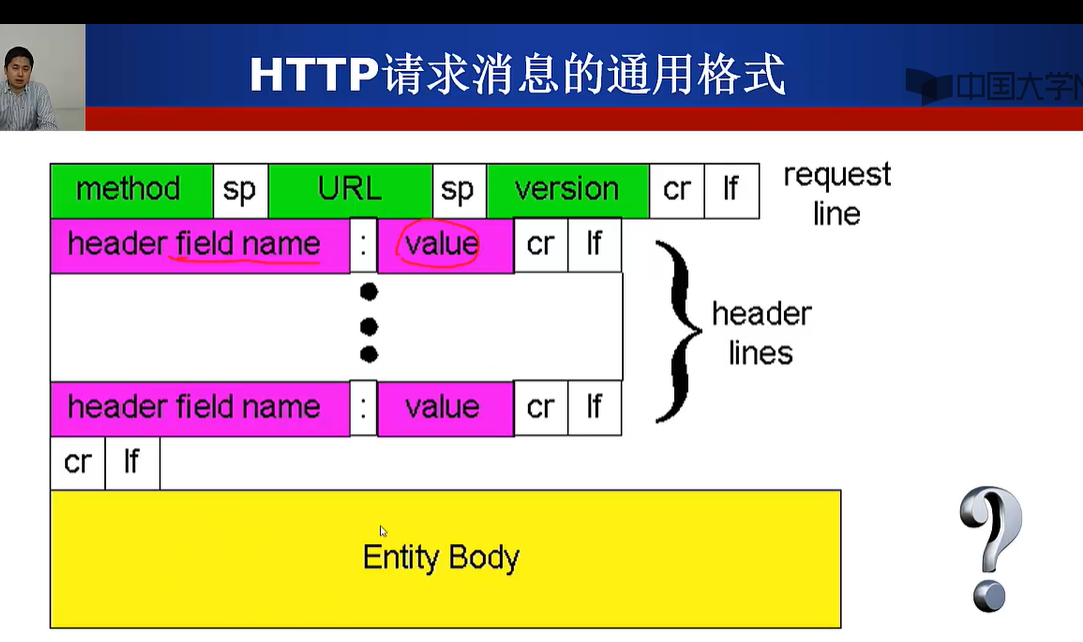 HTTP请求消息的通用格式
中国大学
method sp URL sp version cr lf
request
line
header field name : value cr lf
header
lines
header field name : value cr lf
cr lf
Entity Body
?